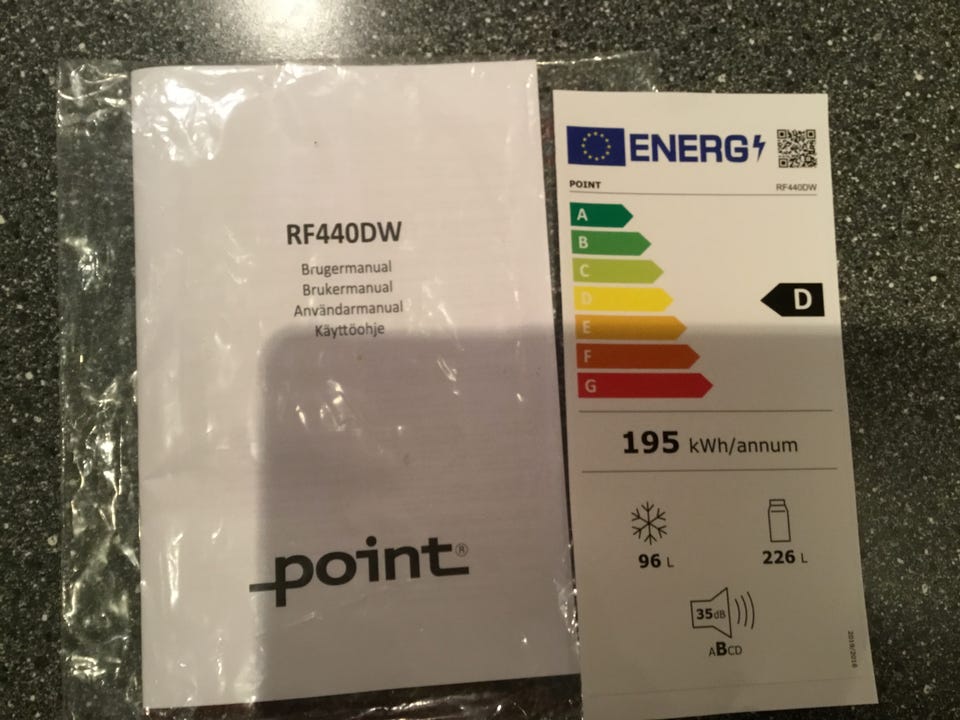 RF440DW
Brugermanual
Brukermanual
Användarmanual
Käyttöohje
point®
ENERG
POINT
RF440DW
A
B
C
D
D
E
F
G
195 kWh/annum
96 L
226 L
35dB
ABCD
2019/2016